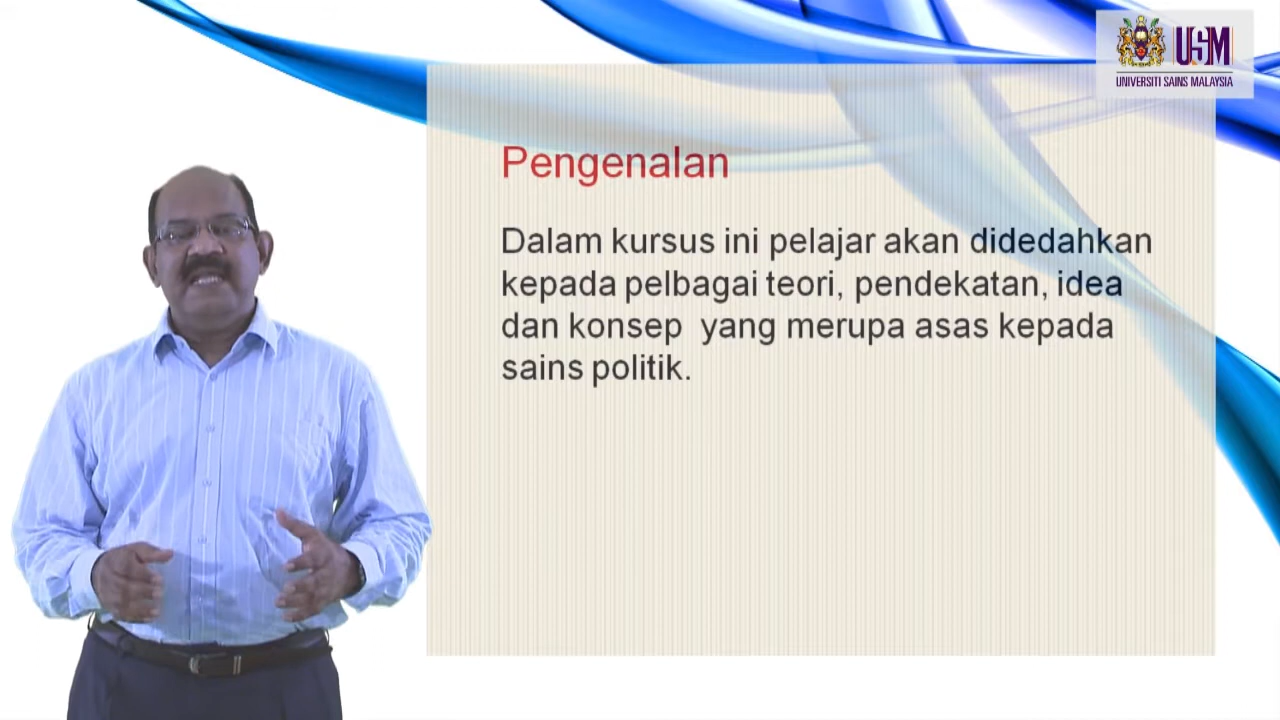 USM
UNIVERSITI SAINS MALAYSIA
Pengenalan
Dalam kursus ini pelajar akan didedahkan
kepada pelbagai teori, pendekatan, idea
dan konsep yang merupa asas kepada
sains politik.